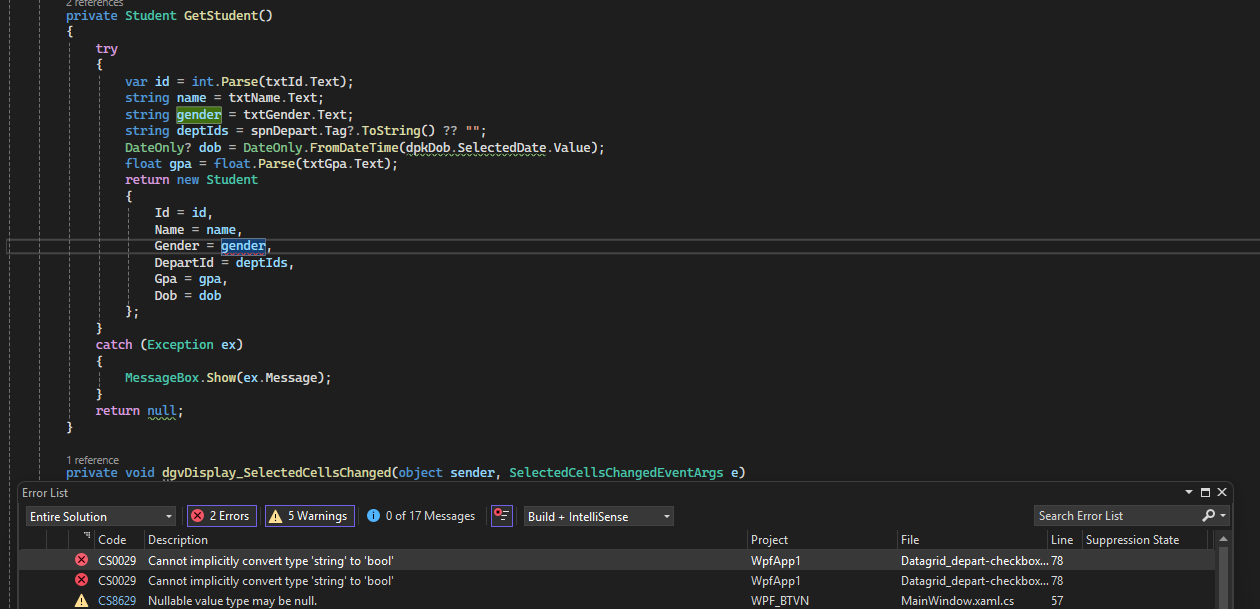 2 references
private Student GetStudent()
{
try
{
var id = int.Parse(txtId.Text);
string name = txtName.Text;
string gender = txtGender.Text;
string deptIds = spnDepart.Tag?.ToString() ?? "";
DateOnly? dob = DateOnly.FromDateTime(dpkDob.SelectedDate.Value);
float gpa = float.Parse(txtGpa.Text);
return new Student
{
Id = id,
Name = name,
Gender = gender,
DepartId = deptIds,
Gpa = gpa,
Dob = dob
};
}
catch (Exception ex)
{
MessageBox.Show(ex.Message);
}
return null;
}
1 reference
private void dgvDisplay_SelectedCellsChanged(object sender, SelectedCellsChangedEventArgs e)
Error List
Entire Solution 2 Errors 5 Warnings 0 of 17 Messages Build + IntelliSense Search Error List
Code Description Project File Line Suppression State
CS0029 Cannot implicitly convert type 'string' to 'bool' WpfApp1 Datagrid_depart-checkbox... 78
CS0029 Cannot implicitly convert type 'string' to 'bool' WpfApp1 Datagrid_depart-checkbox... 78
CS8629 Nullable value type may be null. WPF_BTVN MainWindow.xaml.cs 57